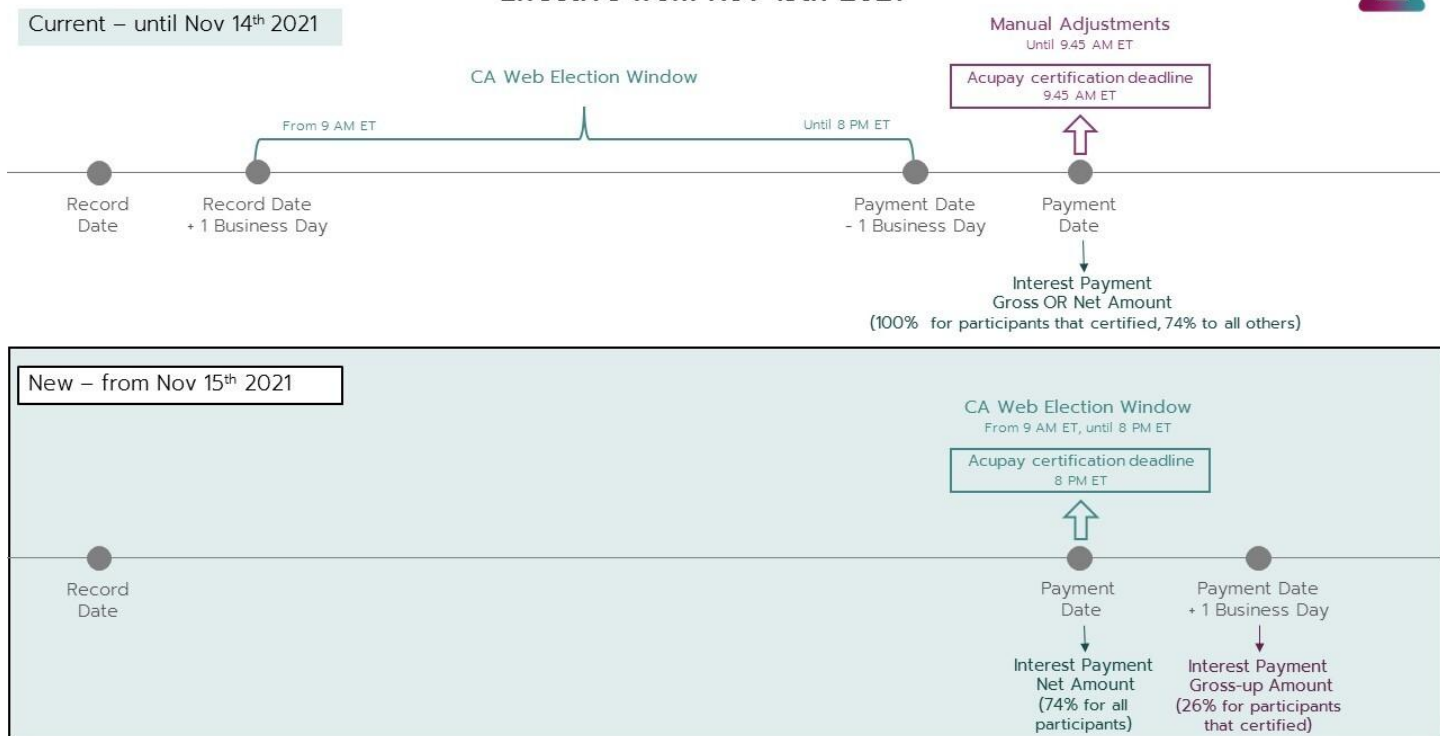 Current – until Nov 14th 2021
Manual Adjustments
Until 9.45 AM ET
CA Web Election Window
Acupay certification deadline
9.45 AM ET
From 9 AM ET
Until 8 PM ET
Record
Date
Record Date
+ 1 Business Day
Payment Date
- 1 Business Day
Payment
Date
Interest Payment
Gross OR Net Amount
(100% for participants that certified, 74% to all others)
New – from Nov 15th 2021
CA Web Election Window
From 9 AM ET, until 8 PM ET
Acupay certification deadline
8 PM ET
Record
Date
Payment
Date
Payment Date
+ 1 Business Day
Interest Payment
Net Amount
(74% for all
participants)
Interest Payment
Gross-up Amount
(26% for participants
that certified)